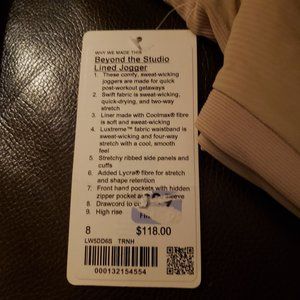 WHY WE MADE THIS
Beyond the Studio
Lined Jogger
1. These comfy, sweat-wicking
joggers are made for quick
post-workout getaways
2. Swift fabric is sweat-wicking,
quick-drying, and two-way
stretch
3. Liner made with Coolmax® fibre
is soft and sweat-wicking
4. Luxtreme™ fabric waistband is
sweat-wicking and four-way
stretch with a cool, smooth
feel
5. Stretchy ribbed side panels and
cuffs
6. Added Lycra® fibre for stretch
and shape retention
7. Front hand pockets with hidden
zipper pocket sleeve
8. Drawcord to
9. High rise
8 $118.00
LW5DD6S TRNH
000132154554